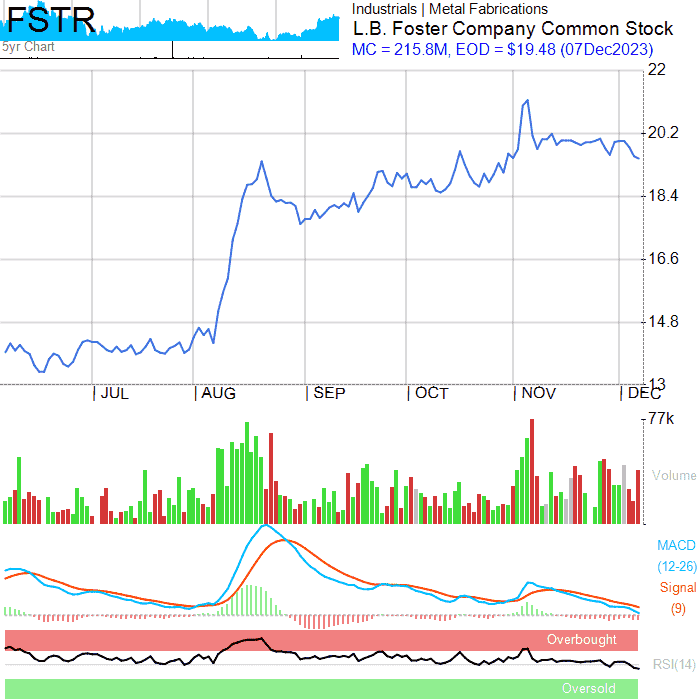 FSTR
5yr Chart
Industrials | Metal Fabrications
L.B. Foster Company Common Stock
MC = 215.8M, EOD = $19.48 (07Dec2023)
22
20.2
18.4
16.6
14.8
13
JUL AUG SEP OCT NOV DEC
77k
Volume
MACD
(12-26)
Signal
(9)
Overbought
RSI(14)
Oversold